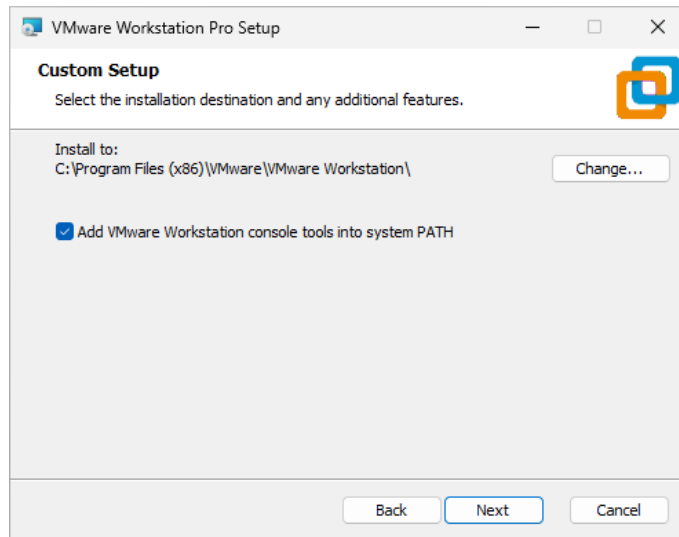 VMware Workstation Pro Setup
Custom Setup
Select the installation destination and any additional features.
Install to:
C:\Program Files (x86)\VMware\VMware Workstation\
Change...
Add VMware Workstation console tools into system PATH
Back
Next
Cancel